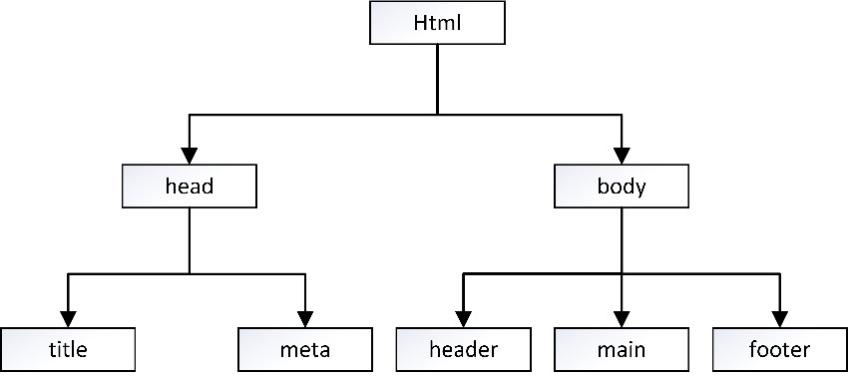 Html
head
body
title
meta
header
main
footer